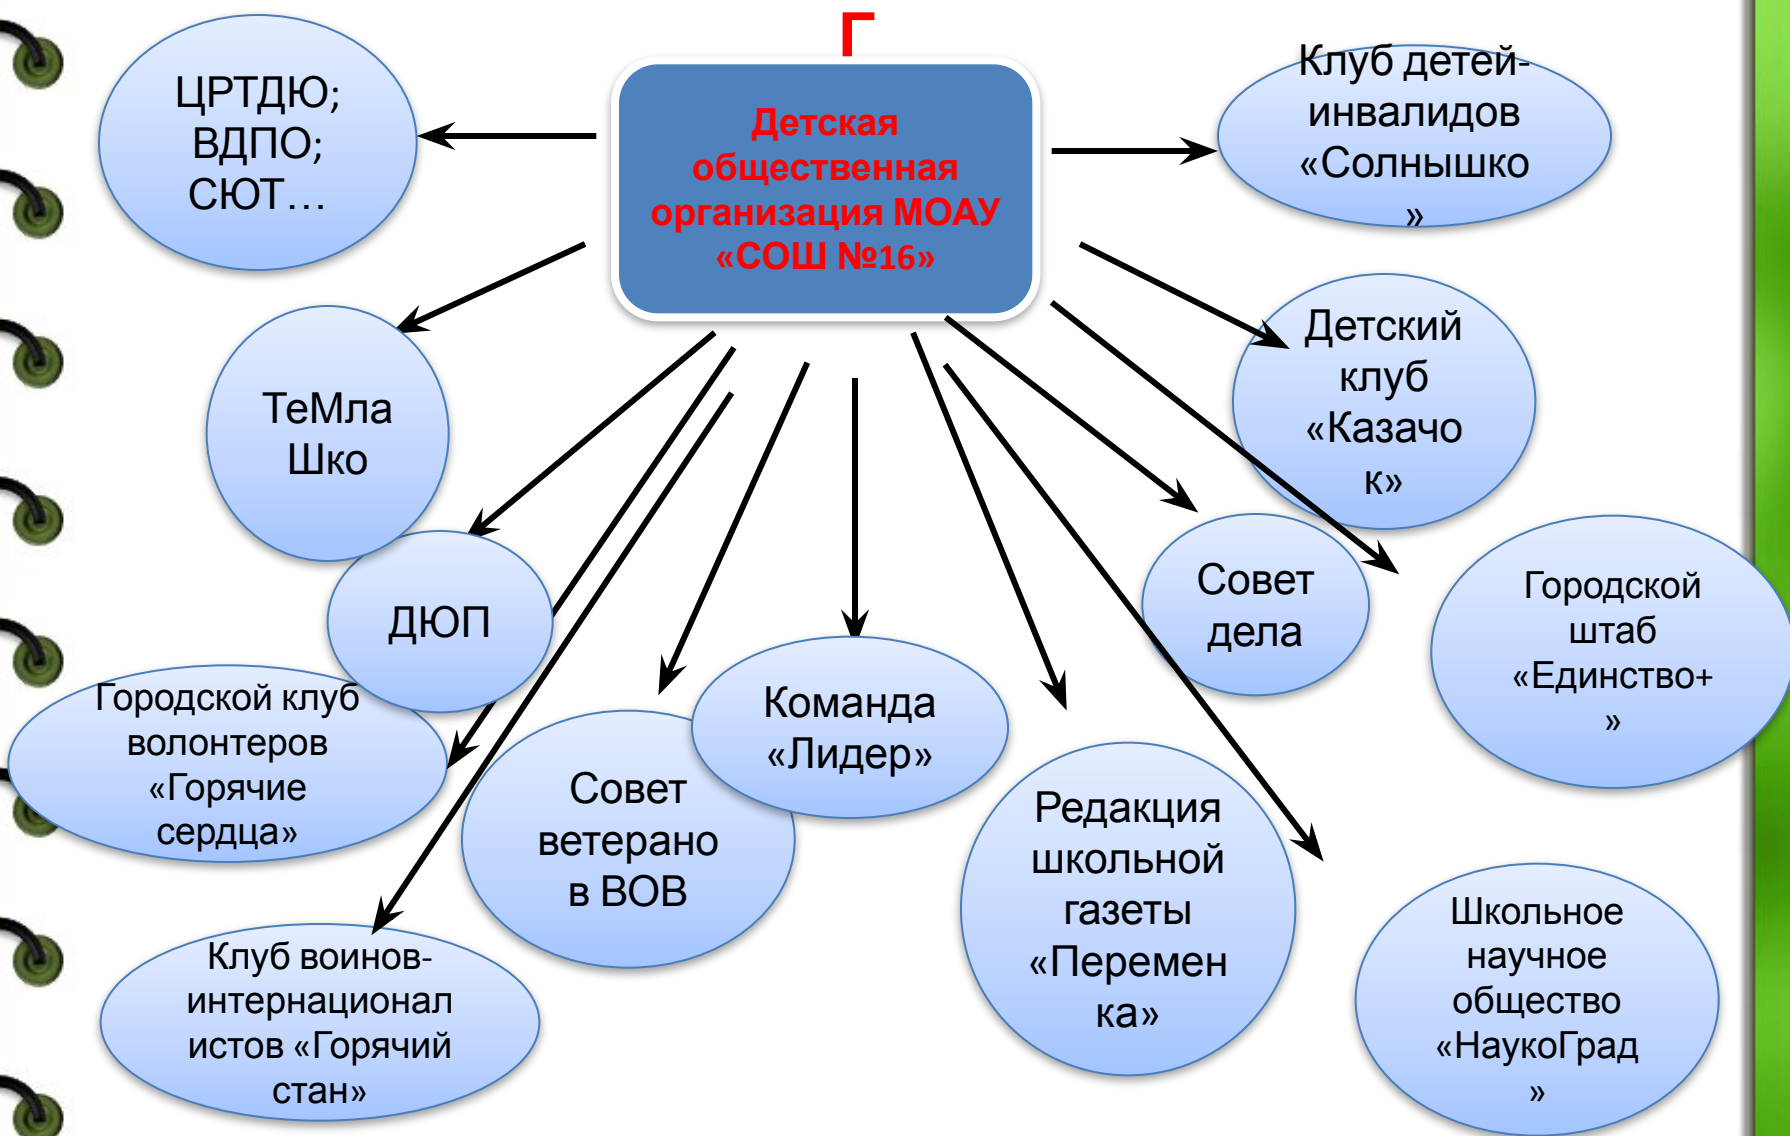 Г
Детская
общественная
организация МОАУ
«СОШ №16»
ЦРТДЮ;
ВДПО;
СЮТ…
Клуб детей-
инвалидов
«Солнышко
»
ТеМла
Шко
Детский
клуб
«Казачо
к»
ДЮП
Совет
дела
Городской
штаб
«Единство+
»
Городской клуб
волонтеров
«Горячие
сердца»
Команда
«Лидер»
Совет
ветерано
в ВОВ
Редакция
школьной
газеты
«Перемен
ка»
Клуб воинов-
интернационал
истов «Горячий
стан»
Школьное
научное
общество
«НаукоГрад
»